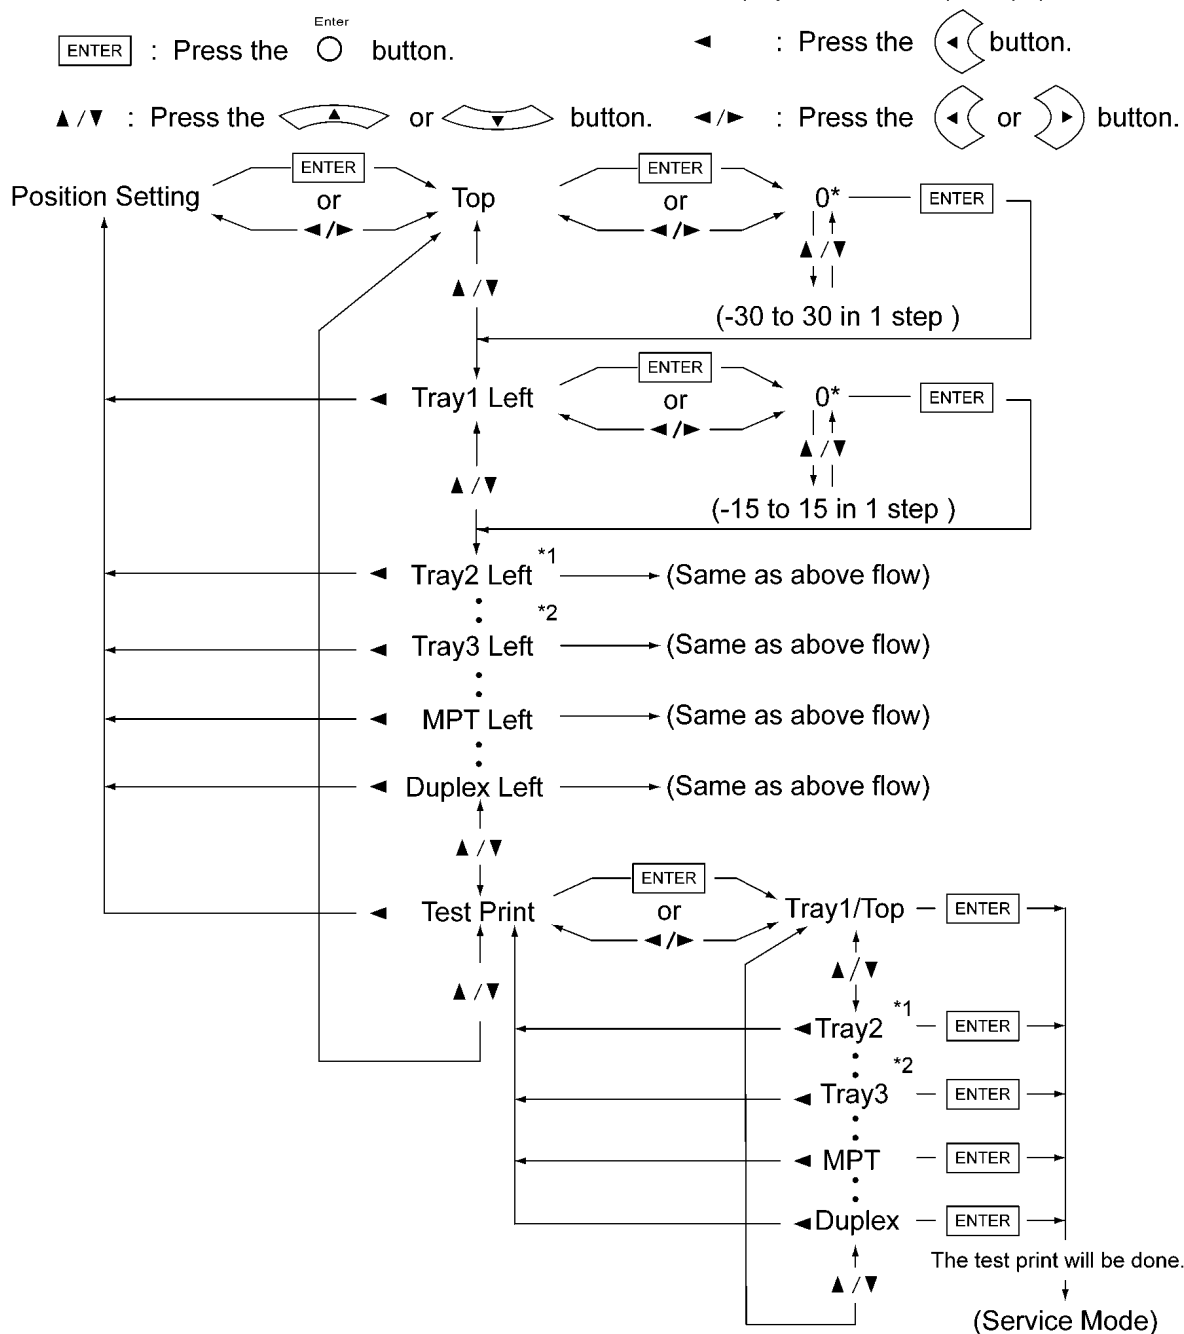 Enter
ENTER : Press the button.
◄ : Press the ◄ button.
▲/▼ : Press the ▲ or ▼ button.
◄/► : Press the ◄ or ► button.
Position Setting
ENTER
or
◄/►
Top
ENTER
or
◄/►
0*
ENTER
▲/▼
▲/▼
(-30 to 30 in 1 step )
◄ Tray1 Left
ENTER
or
◄/►
0*
ENTER
▲/▼
▲/▼
(-15 to 15 in 1 step )
◄ Tray2 Left *1 (Same as above flow)
◄ Tray3 Left *2 (Same as above flow)
◄ MPT Left (Same as above flow)
◄ Duplex Left (Same as above flow)
▲/▼
◄ Test Print
ENTER
or
◄/►
Tray1/Top
ENTER
▲/▼
▲/▼
◄Tray2 *1 ENTER
◄Tray3 *2 ENTER
◄MPT ENTER
◄Duplex ENTER
The test print will be done.
▲/▼
(Service Mode)